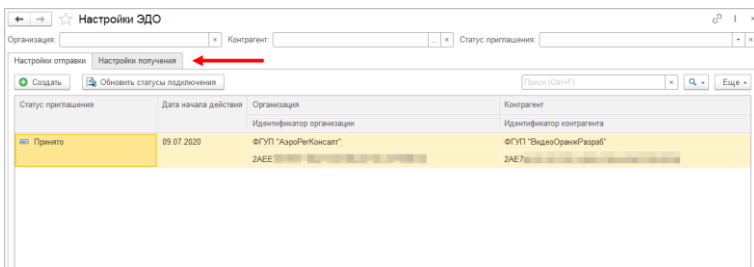 Настройки ЭДО
Организация: Контрагент: Статус приглашения:
Настройки отправки Настройки получения
Создать Обновить статусы подключения Поиск (Ctrl+F) Еще
Статус приглашения Дата начала действия Организация Контрагент
Идентификатор организации Идентификатор контрагента
Принято 09.07.2020 ФГУП "АэроРегКонсалт" ФГУП "ВидеоОранжРазраб"
2AEE 2AE7